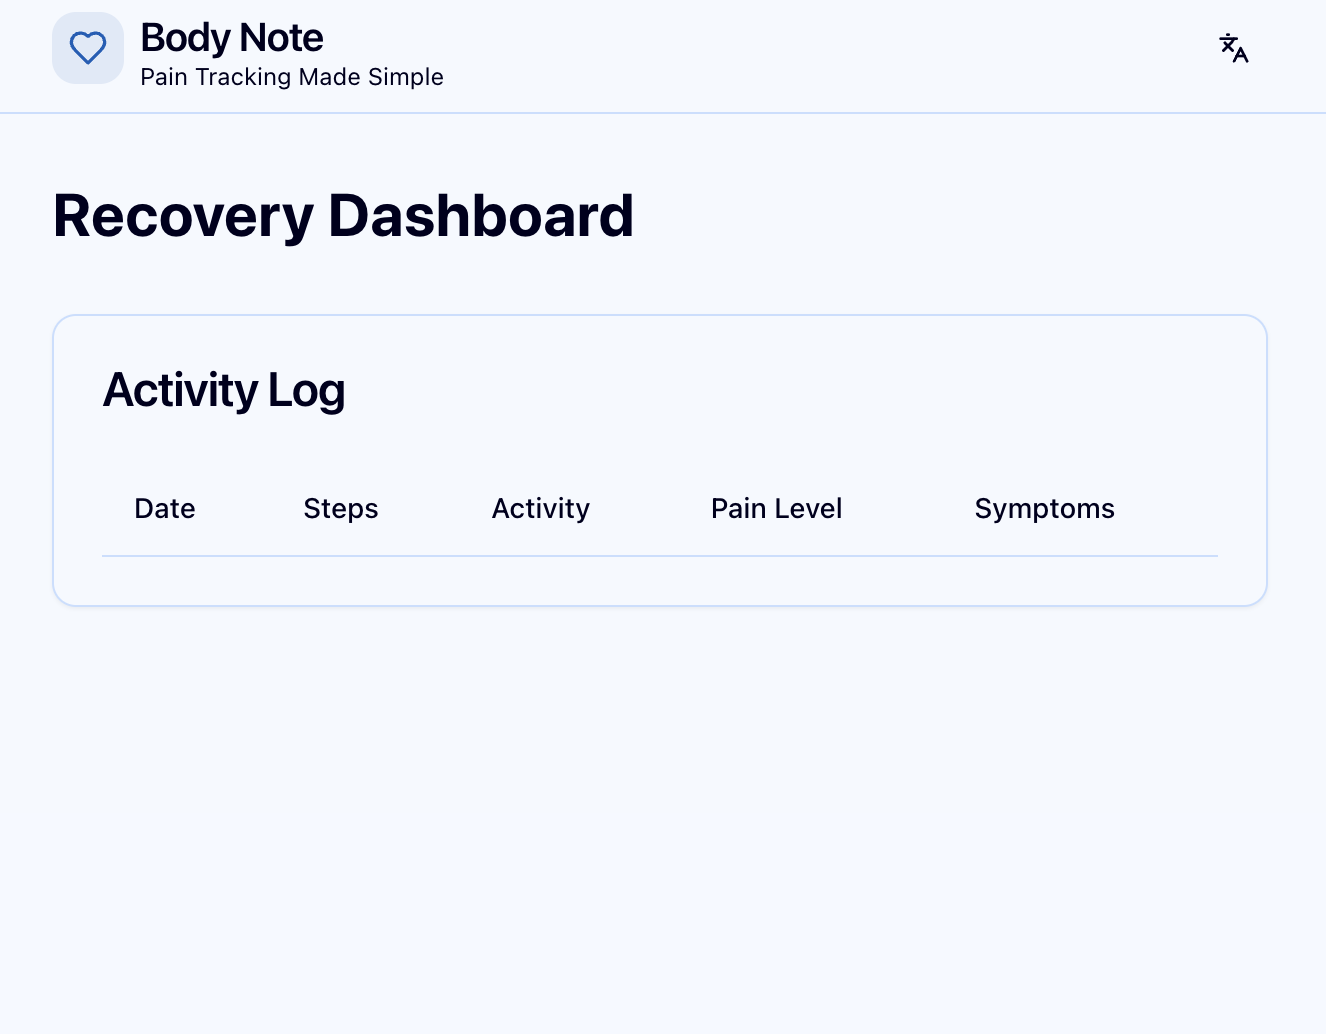 Body Note
Pain Tracking Made Simple
Recovery Dashboard
Activity Log
Date Steps Activity Pain Level Symptoms